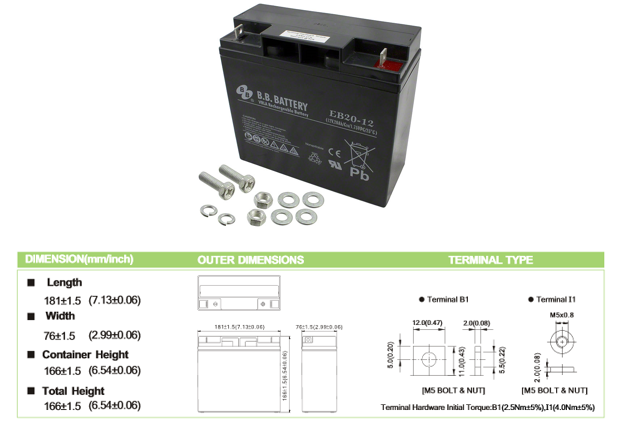 B.B. BATTERY
VRLA Rechargeable Battery
EB20-12
Pb
DIMENSION(mm/inch)
OUTER DIMENSIONS
TERMINAL TYPE
Length
181±1.5 (7.13±0.06)
Width
76±1.5 (2.99±0.06)
Container Height
166±1.5 (6.54±0.06)
Total Height
166±1.5 (6.54±0.06)
181±1.5(7.13±0.06)
76±1.5(2.99±0.06)
166±1.5 (6.54±0.06)
Terminal B1
12.0(0.47)
2.0(0.08)
8.0(0.20)
11.0(0.43)
5.5(0.22)
[M5 BOLT & NUT]
Terminal I1
M5x0.8
2.0(0.08)
[M5 BOLT & NUT]
Terminal Hardware Initial Torque:B1(2.5Nm±5%),I1(4.0Nm±5%)